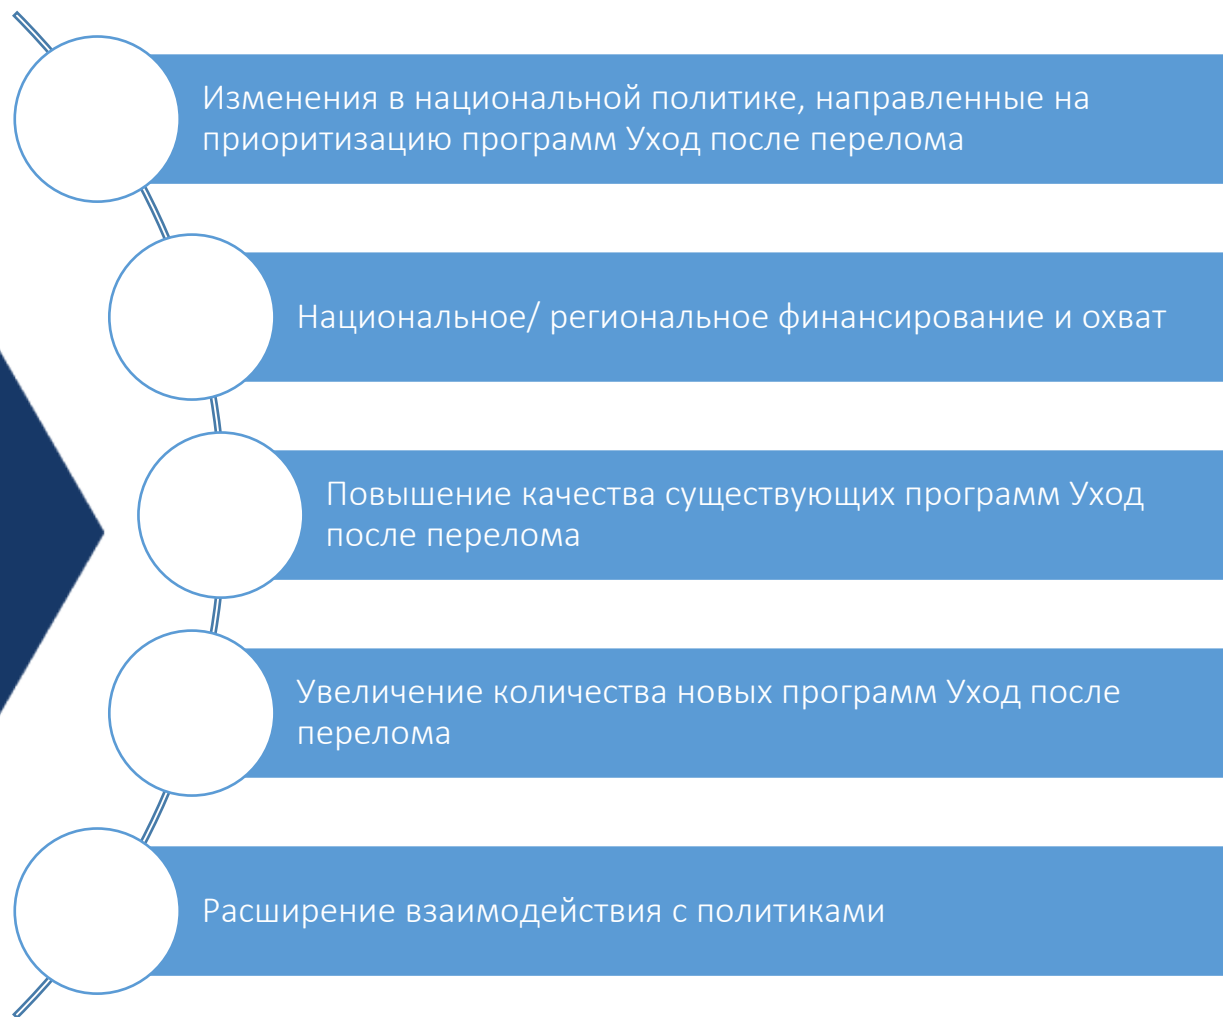 Изменения в национальной политике, направленные на
приоритизацию программ Уход после перелома
Национальное/ региональное финансирование и охват
Повышение качества существующих программ Уход
после перелома
Увеличение количества новых программ Уход после
перелома
Расширение взаимодействия с политиками